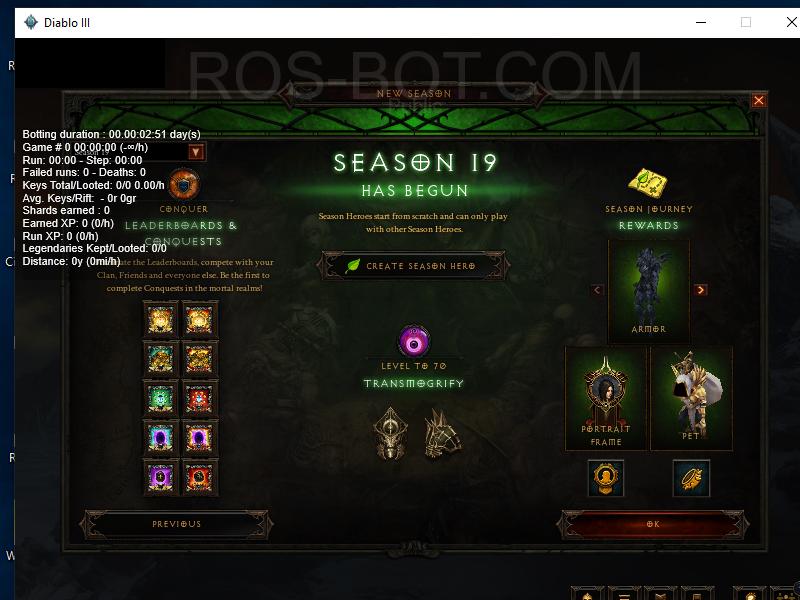 Diablo III
ROS-BOT.COM
Public
NEW SEASON
Botting duration : 00.00:02:51 day(s)
Game # 0 00:00:00 (-∞/h)
Run: 00:00 - Step: 00:00
Failed runs: 0 - Deaths: 0
Keys Total/Looted: 0/0 0.00/h
Avg. Keys/Rift: - 0r 0gr
Shards earned : 0
Earned XP: 0 (0/h)
Run XP: 0 (0/h)
Legendaries Kept/Looted: 0/0
Distance: 0y (0mi/h)
CONQUER
LEADERBOARDS &
CONQUESTS
the Leaderboards, compete with your
Clan, Friends and everyone else. Be the first to
complete Conquests in the mortal realms!
SEASON 19
HAS BEGUN
Season Heroes start from scratch and can only play
with other Season Heroes.
CREATE SEASON HERO
LEVEL TO 70
TRANSMOGRIFY
SEASON JOURNEY
REWARDS
ARMOR
PORTRAIT
FRAME
PET
PREVIOUS
OK